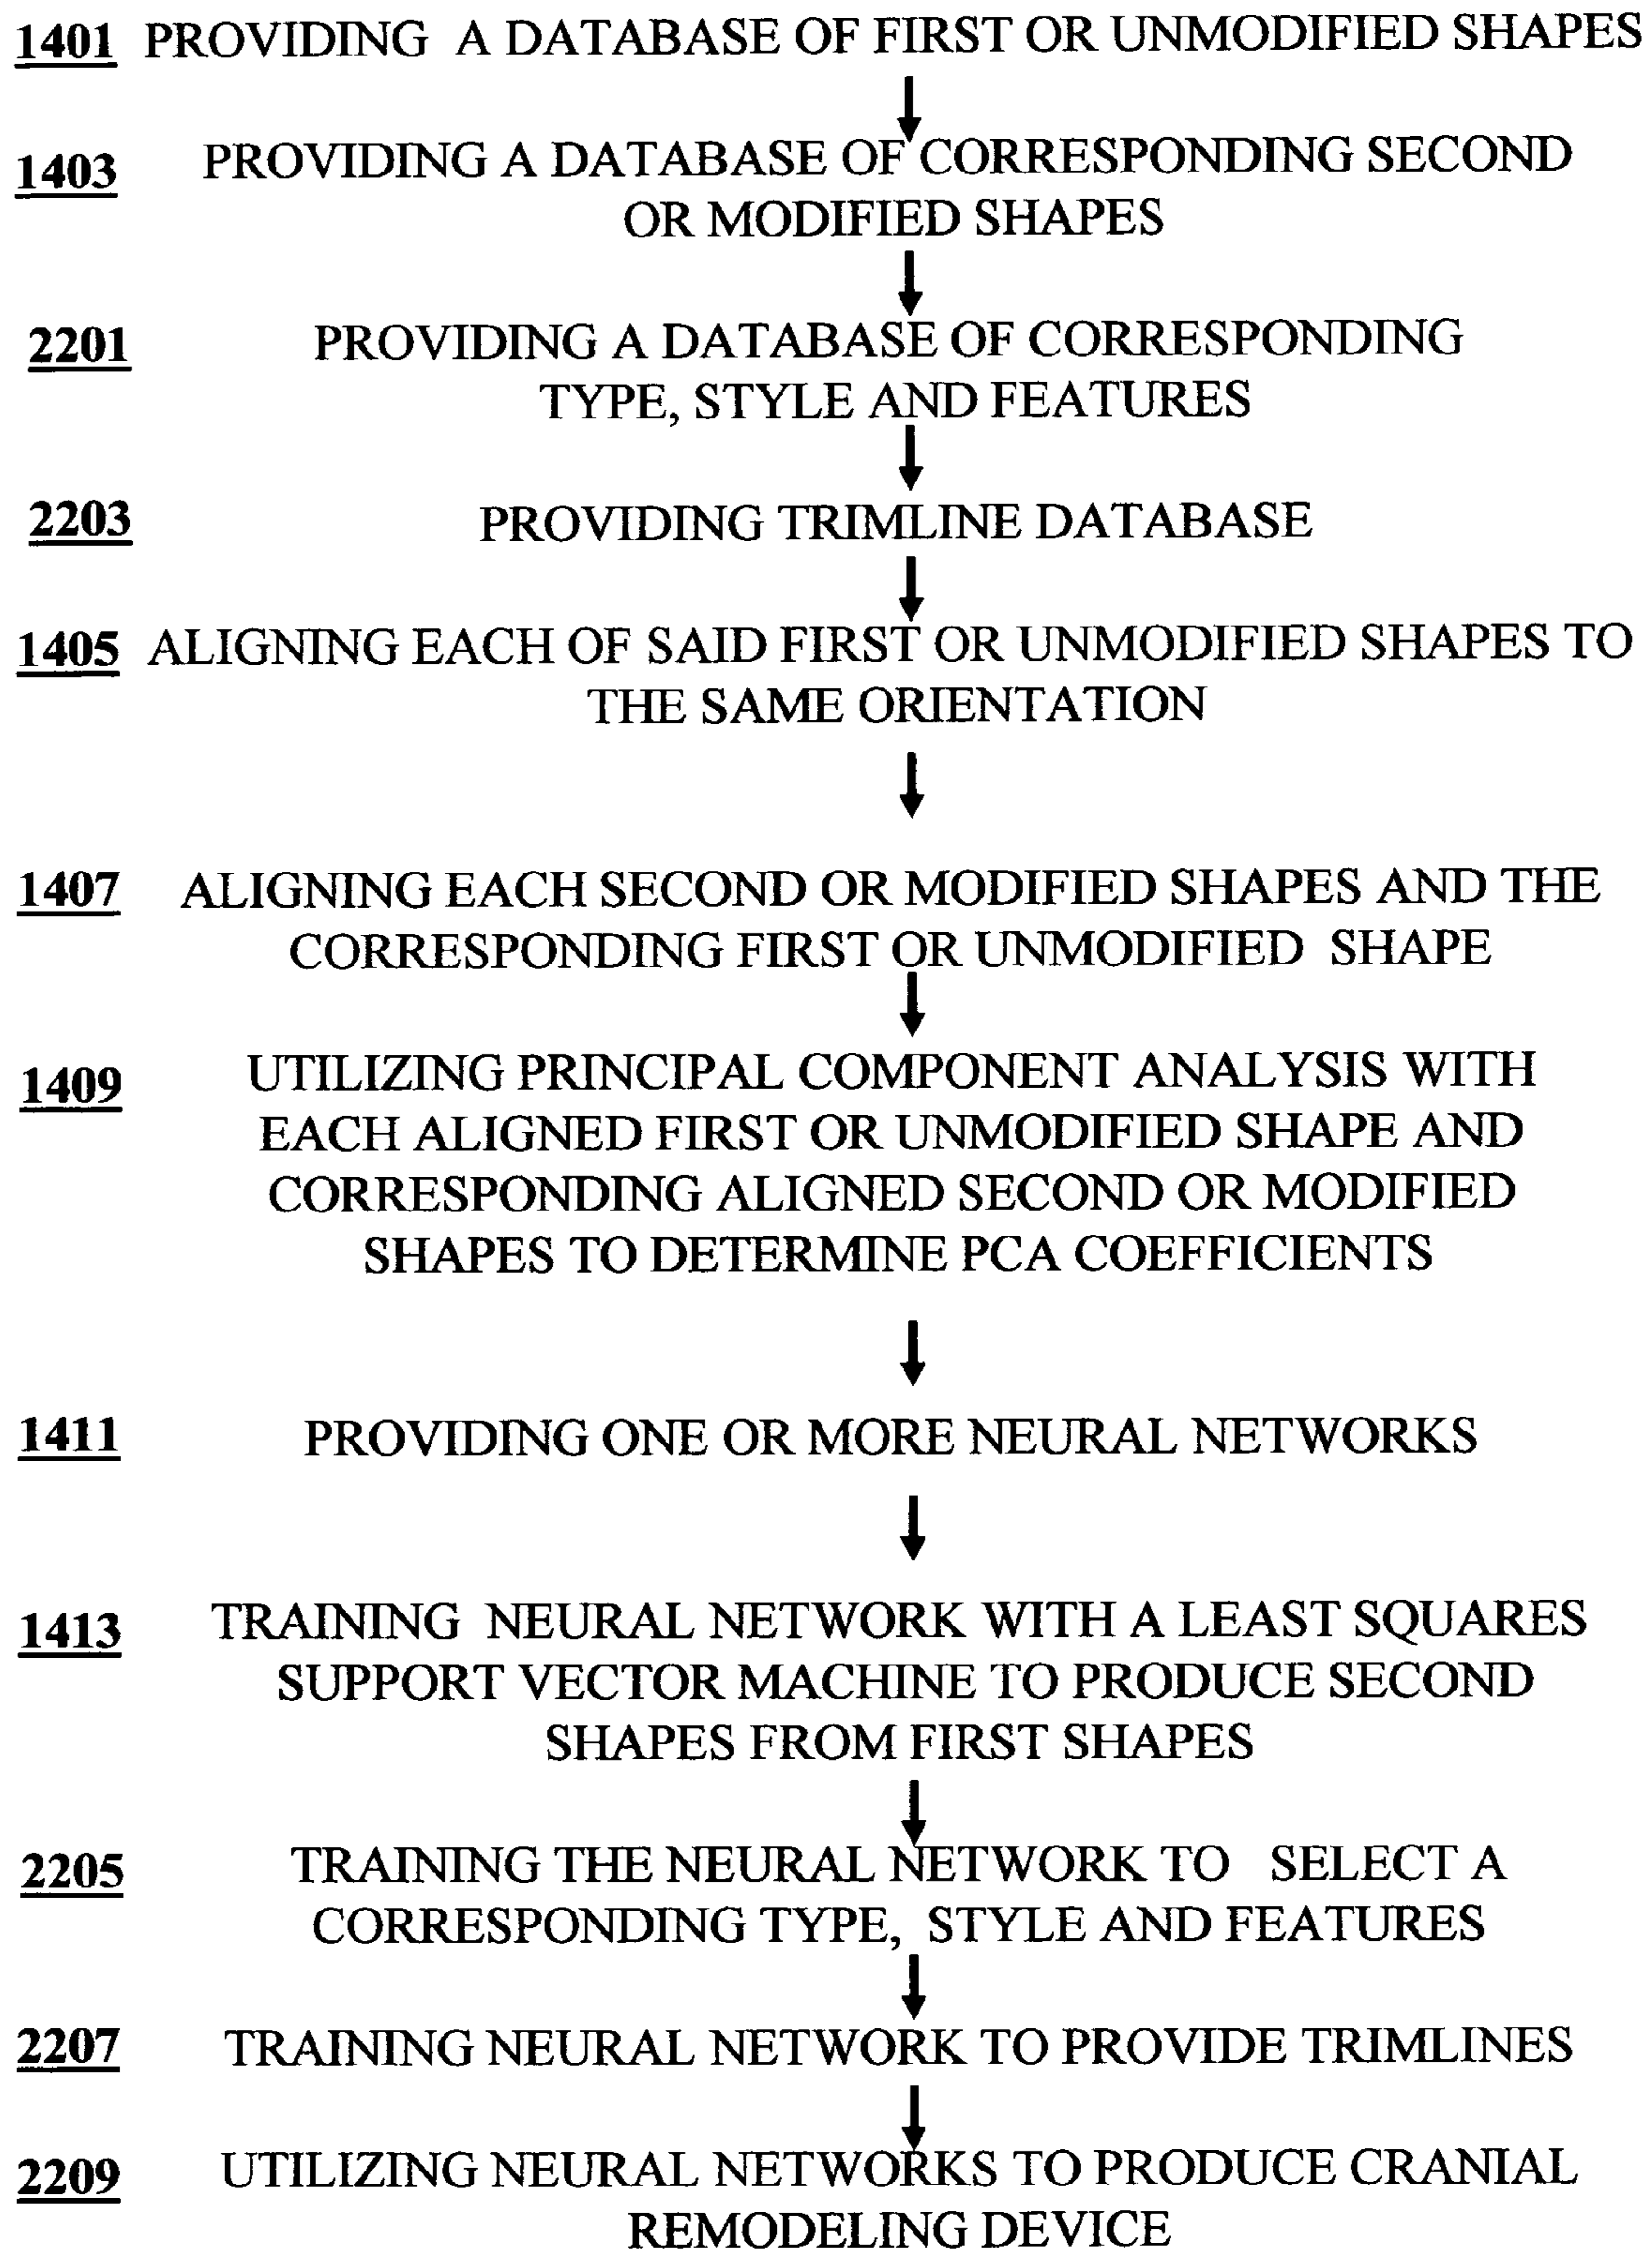 1401 PROVIDING A DATABASE OF FIRST OR UNMODIFIED SHAPES
1403 PROVIDING A DATABASE OF CORRESPONDING SECOND
OR MODIFIED SHAPES
2201 PROVIDING A DATABASE OF CORRESPONDING
TYPE, STYLE AND FEATURES
2203 PROVIDING TRIMLINE DATABASE
1405 ALIGNING EACH OF SAID FIRST OR UNMODIFIED SHAPES TO
THE SAME ORIENTATION
1407 ALIGNING EACH SECOND OR MODIFIED SHAPES AND THE
CORRESPONDING FIRST OR UNMODIFIED SHAPE
1409 UTILIZING PRINCIPAL COMPONENT ANALYSIS WITH
EACH ALIGNED FIRST OR UNMODIFIED SHAPE AND
CORRESPONDING ALIGNED SECOND OR MODIFIED
SHAPES TO DETERMINE PCA COEFFICIENTS
1411 PROVIDING ONE OR MORE NEURAL NETWORKS
1413 TRAINING NEURAL NETWORK WITH A LEAST SQUARES
SUPPORT VECTOR MACHINE TO PRODUCE SECOND
SHAPES FROM FIRST SHAPES
2205 TRAINING THE NEURAL NETWORK TO SELECT A
CORRESPONDING TYPE, STYLE AND FEATURES
2207 TRAINING NEURAL NETWORK TO PROVIDE TRIMLINES
2209 UTILIZING NEURAL NETWORKS TO PRODUCE CRANIAL
REMODELING DEVICE